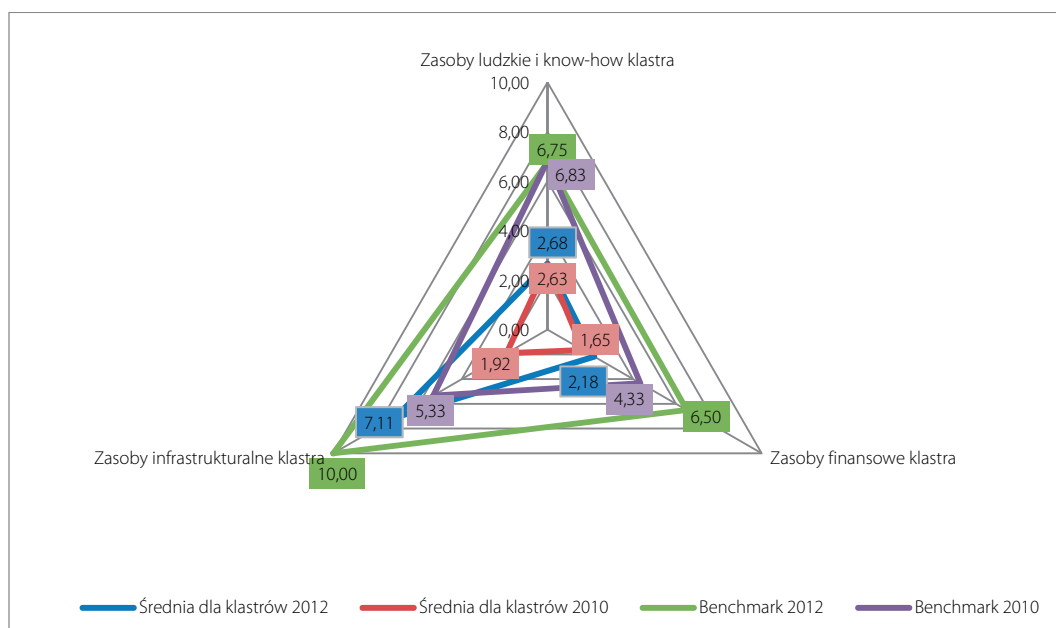 Zasoby ludzkie i know-how klastra
10,00
8,00
6,75
6,83
6,00
4,00
2,68
2,63
2,00
0,00
1,65
1,92
2,18
4,33
5,33
7,11
6,50
Zasoby infrastrukturalne klastra
Zasoby finansowe klastra
10,00
Średnia dla klastrów 2012
Średnia dla klastrów 2010
Benchmark 2012
Benchmark 2010